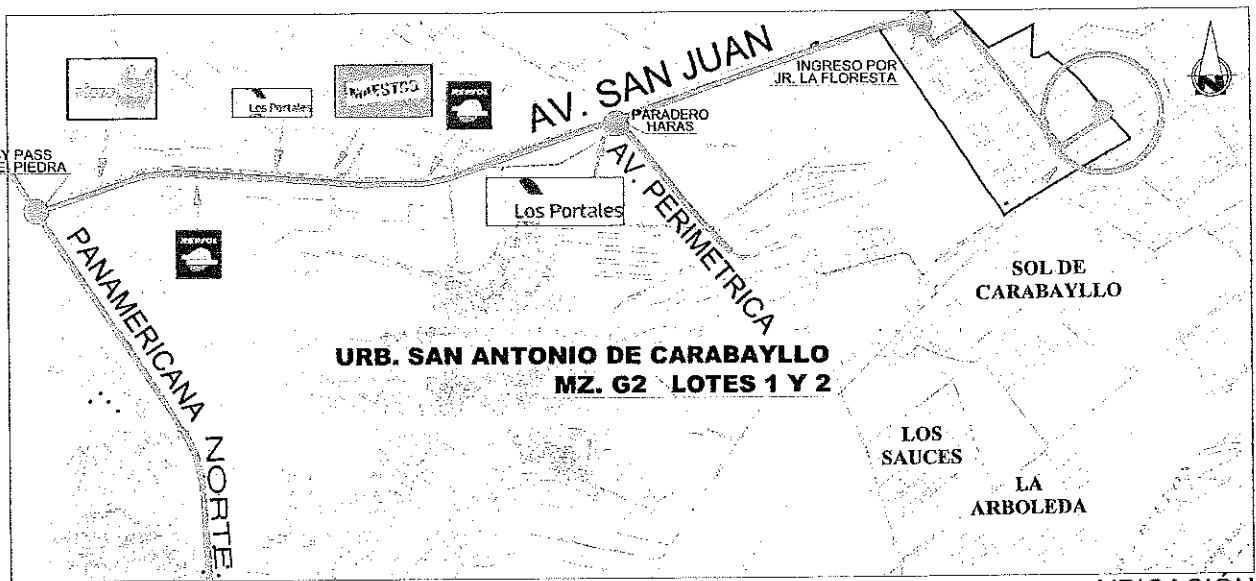 AV. SAN JUAN
INGRESO POR
JR. LA FLORESTA
N
Los Portales
MAESTRO
REPSOL
PARADERO
HARAS
Y PASS
PIEDRA
Los Portales
AV. PERIMETRICA
REPSOL
PANAMERICANA NORTE
SOL DE
CARABAYLLO
URB. SAN ANTONIO DE CARABAYLLO
MZ. G2 LOTES 1 Y 2
LOS
SAUCES
LA
ARBOLEDA